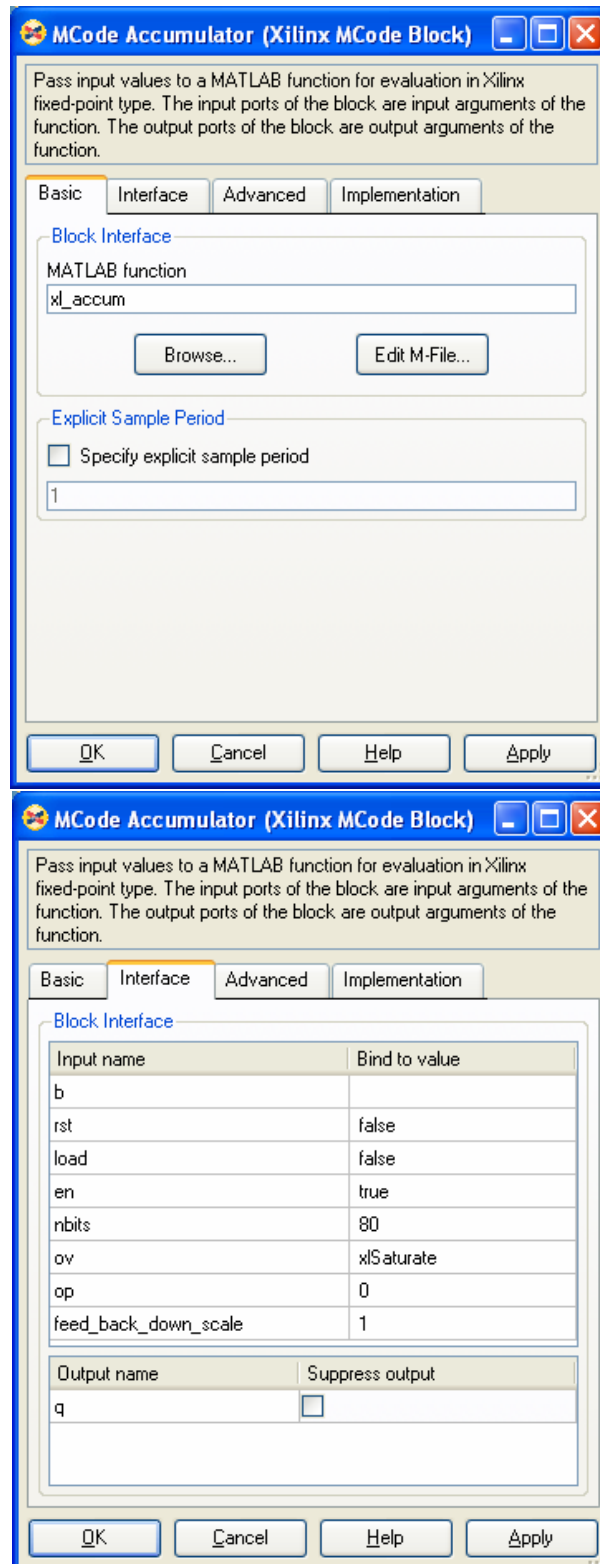 MCode Accumulator (Xilinx MCode Block)
Pass input values to a MATLAB function for evaluation in Xilinx
fixed-point type. The input ports of the block are input arguments of the
function. The output ports of the block are output arguments of the
function.
Basic Interface Advanced Implementation
Block Interface
MATLAB function
xl_accum
Browse... Edit M-File...
Explicit Sample Period
Specify explicit sample period
1
OK Cancel Help Apply
MCode Accumulator (Xilinx MCode Block)
Pass input values to a MATLAB function for evaluation in Xilinx
fixed-point type. The input ports of the block are input arguments of the
function. The output ports of the block are output arguments of the
function.
Basic Interface Advanced Implementation
Block Interface
Input name Bind to value
b
rst false
load false
en true
nbits 80
ov xlSaturate
op 0
feed_back_down_scale 1
Output name Suppress output
q
OK Cancel Help Apply